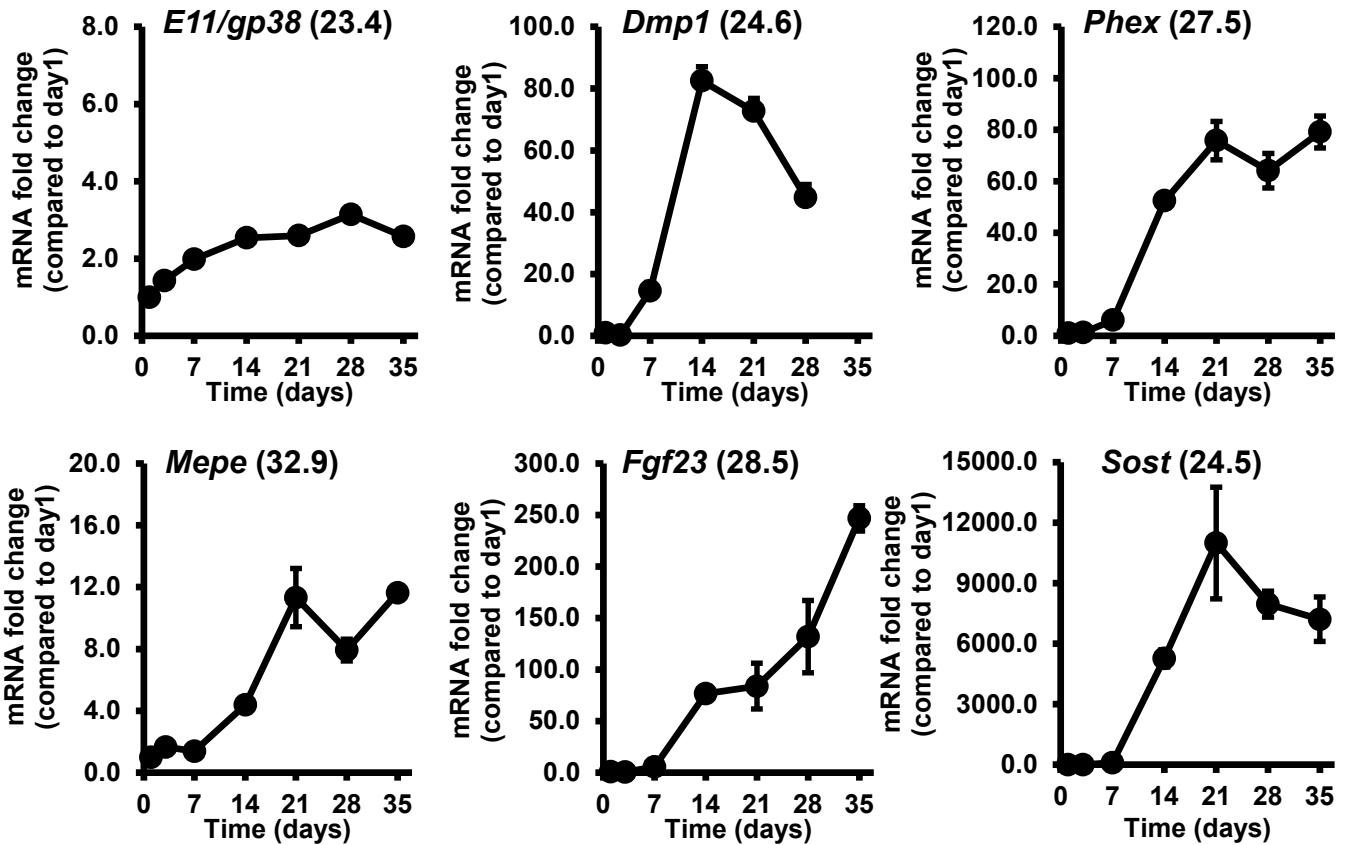 E11/gp38 (23.4)
mRNA fold change
(compared to day1)
8.0
6.0
4.0
2.0
0.0
0 7 14 21 28 35
Time (days)
Dmp1 (24.6)
mRNA fold change
(compared to day1)
100.0
80.0
60.0
40.0
20.0
0.0
0 7 14 21 28 35
Time (days)
Phex (27.5)
mRNA fold change
(compared to day1)
120.0
100.0
80.0
60.0
40.0
20.0
0.0
0 7 14 21 28 35
Time (days)
Mepe (32.9)
mRNA fold change
(compared to day1)
20.0
16.0
12.0
8.0
4.0
0.0
0 7 14 21 28 35
Time (days)
Fgf23 (28.5)
mRNA fold change
(compared to day1)
300.0
250.0
200.0
150.0
100.0
50.0
0.0
0 7 14 21 28 35
Time (days)
Sost (24.5)
mRNA fold change
(compared to day1)
15000.0
12000.0
9000.0
6000.0
3000.0
0.0
0 7 14 21 28 35
Time (days)